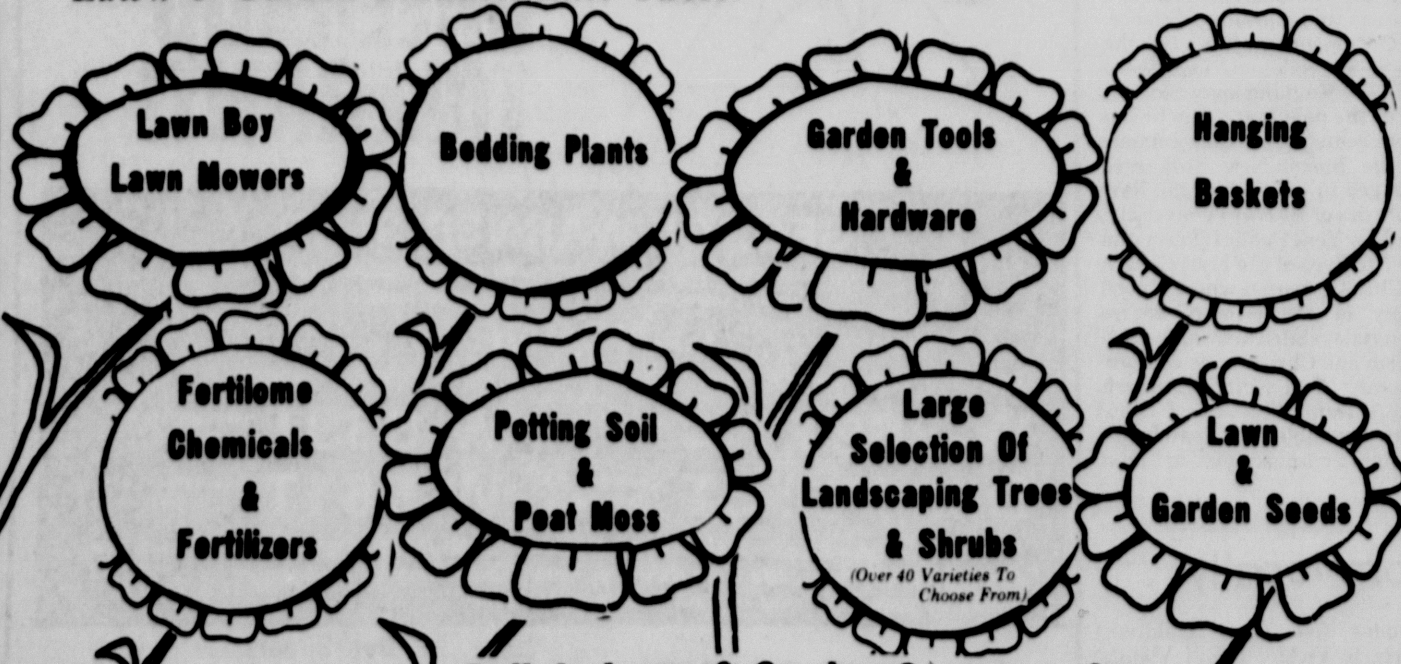 Lawn Boy
Lawn Mowers
Bedding Plants
Garden Tools
&
Hardware
Hanging
Baskets
Fertilome
Chemicals
&
Fertilizers
Potting Soil
&
Peat Moss
Large
Selection Of
Landscaping Trees
& Shrubs
(Over 40 Varieties To
Choose From)
Lawn
&
Garden Seeds